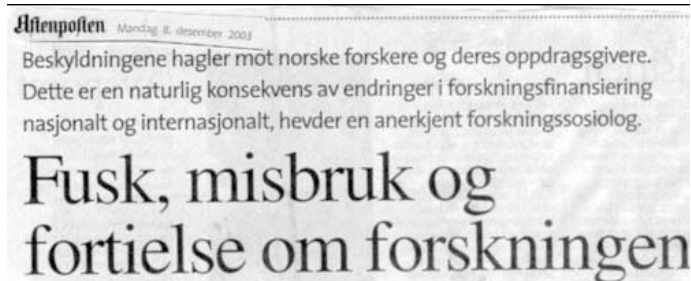 Aftenposten Mandag 8. desember 2003
Beskyldningene hagler mot norske forskere og deres oppdragsgivere.
Dette er en naturlig konsekvens av endringer i forskningsfinansiering
nasjonalt og internasjonalt, hevder en anerkjent forskningssosiolog.
Fusk, misbruk og
fortielse om forskningen